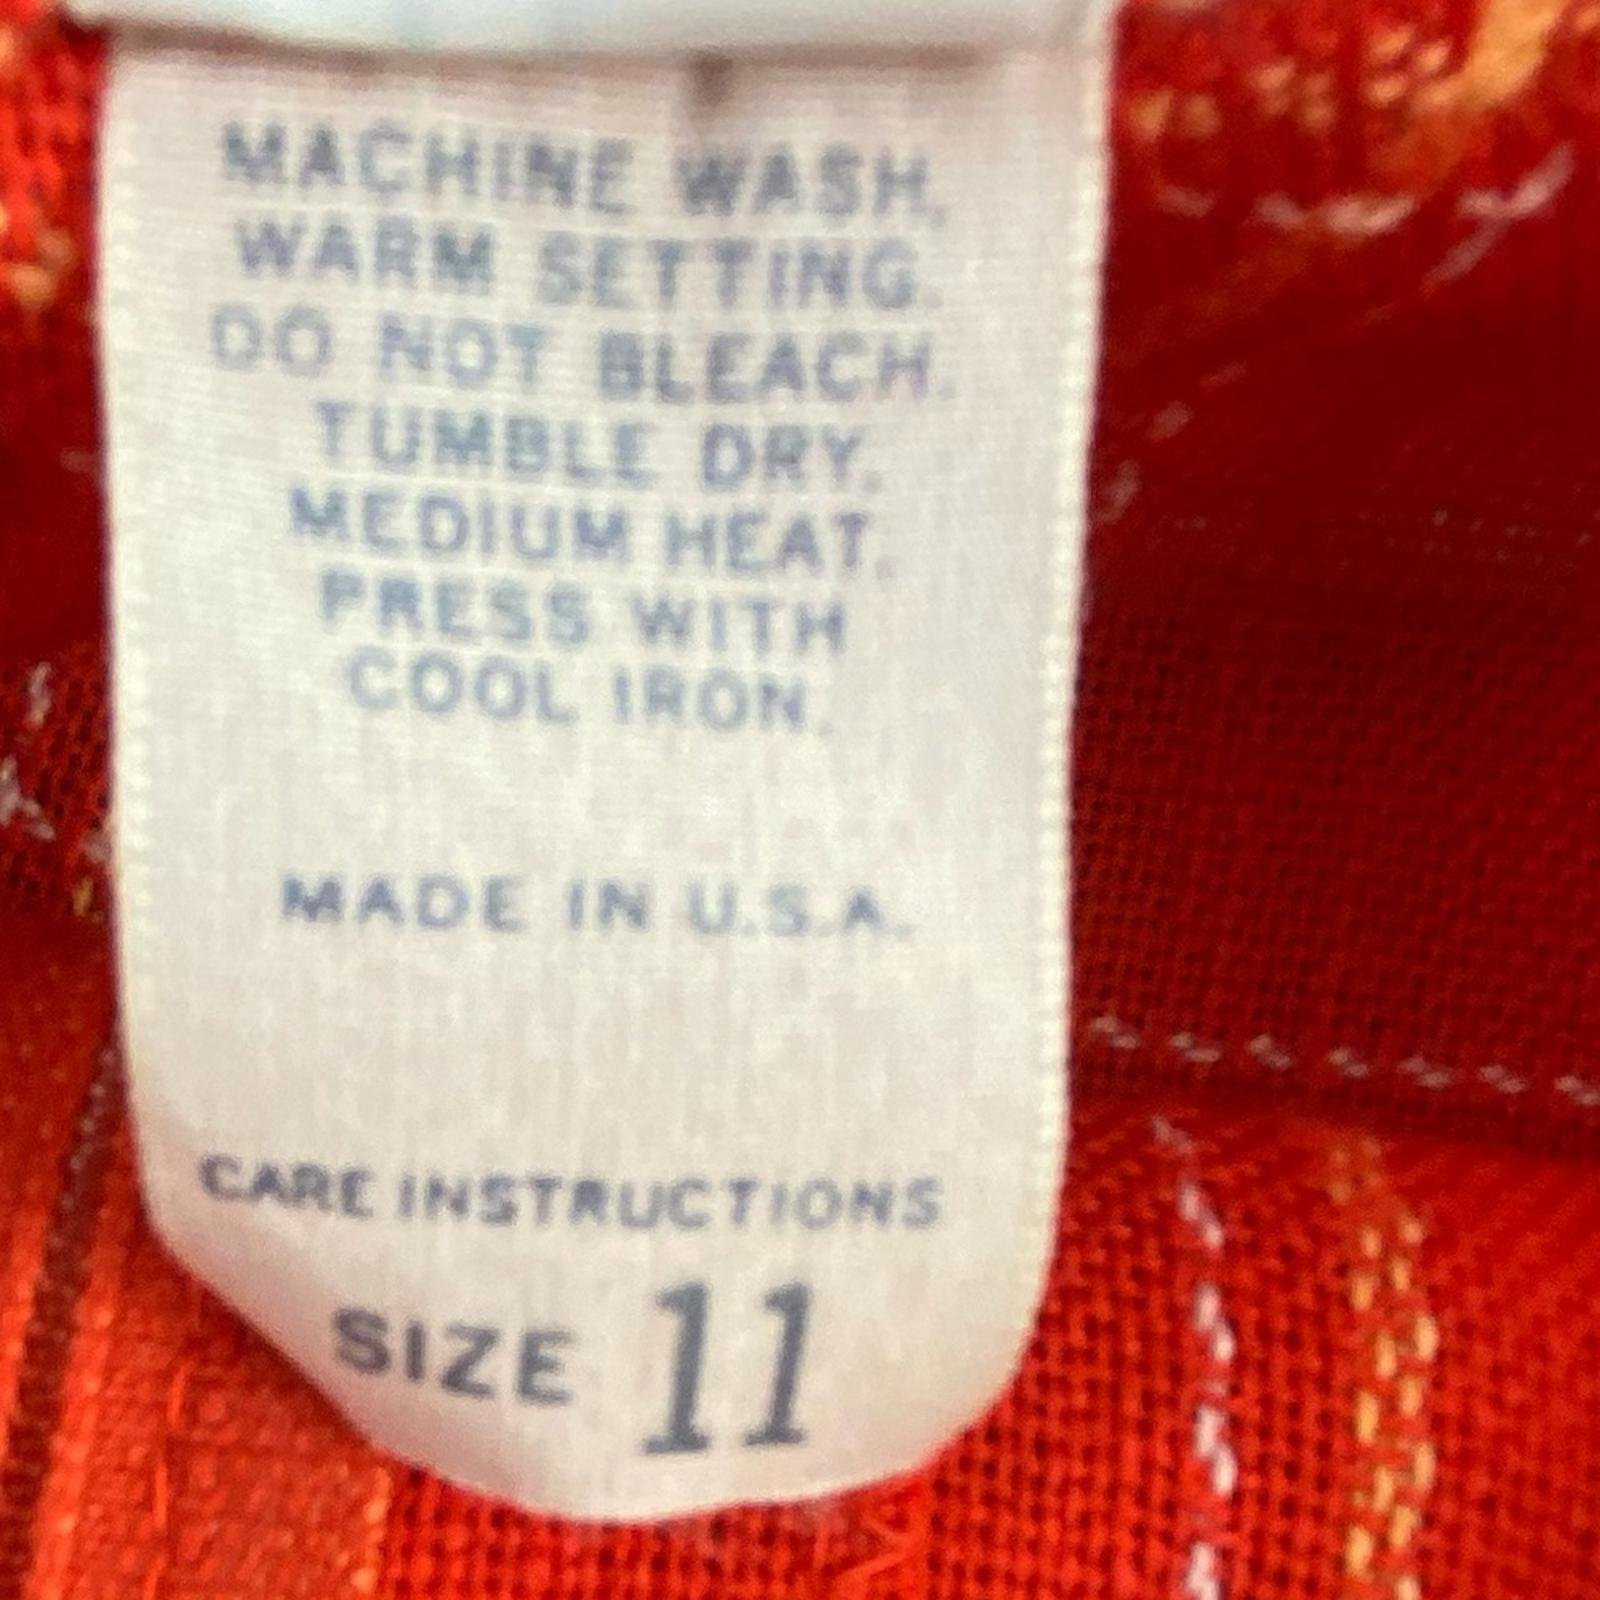 MACHINE WASH,
WARM SETTING.
DO NOT BLEACH.
TUMBLE DRY.
MEDIUM HEAT.
PRESS WITH
COOL IRON.
MADE IN U.S.A.
CARE INSTRUCTIONS
SIZE 11